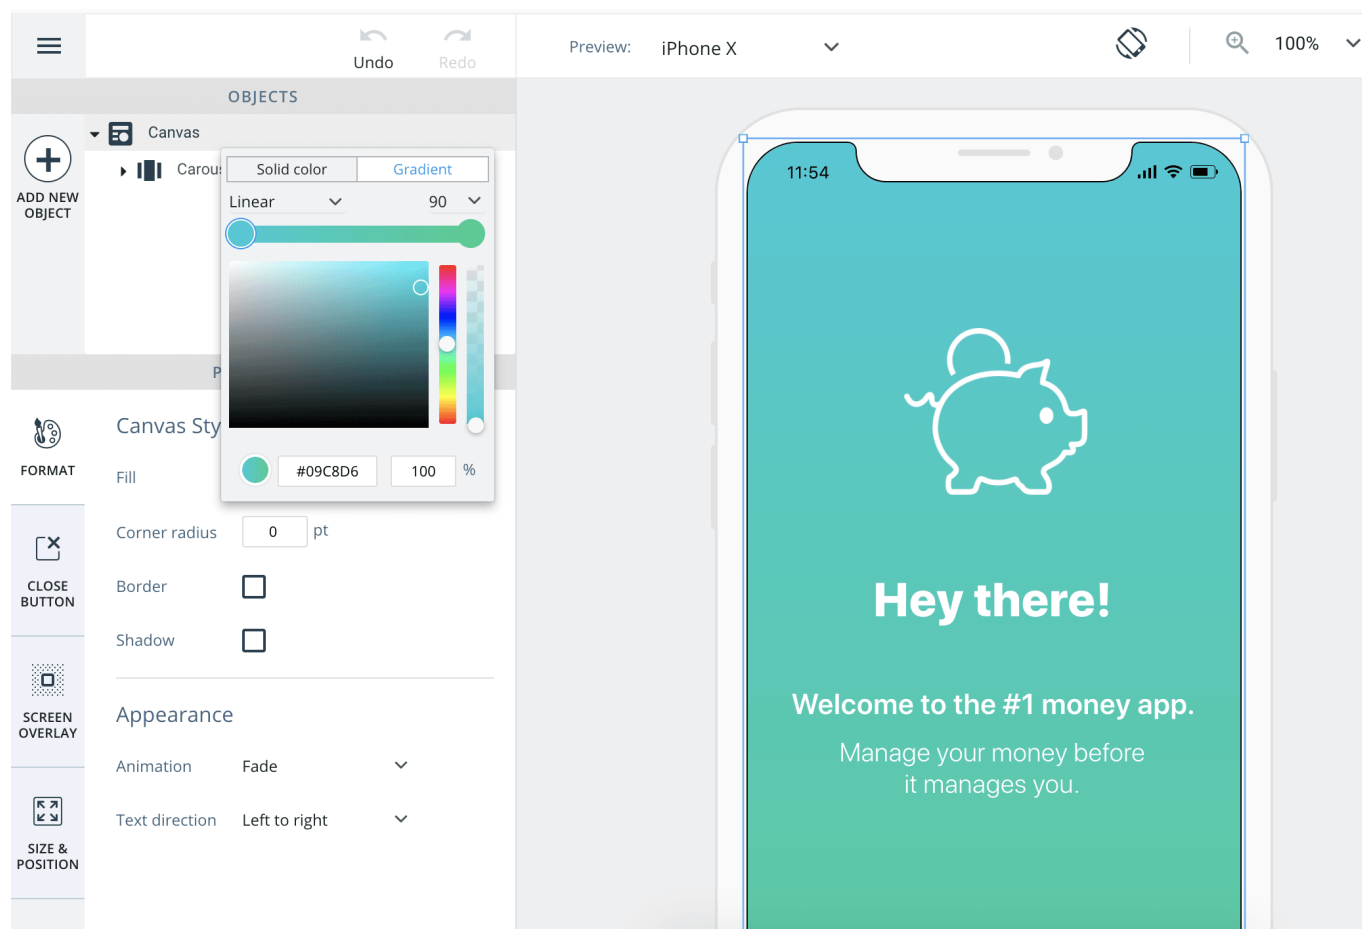 Undo
Redo
Preview:
iPhone X
100%
OBJECTS
Canvas
ADD NEW
OBJECT
Solid color
Gradient
Linear
90
#09C8D6
100
%
FORMAT
Fill
Corner radius
0
pt
Border
Shadow
CLOSE
BUTTON
SCREEN
OVERLAY
SIZE &
POSITION
Canvas
Appearance
Animation
Fade
Text direction
Left to right
11:54
Hey there!
Welcome to the #1 money app.
Manage your money before
it manages you.